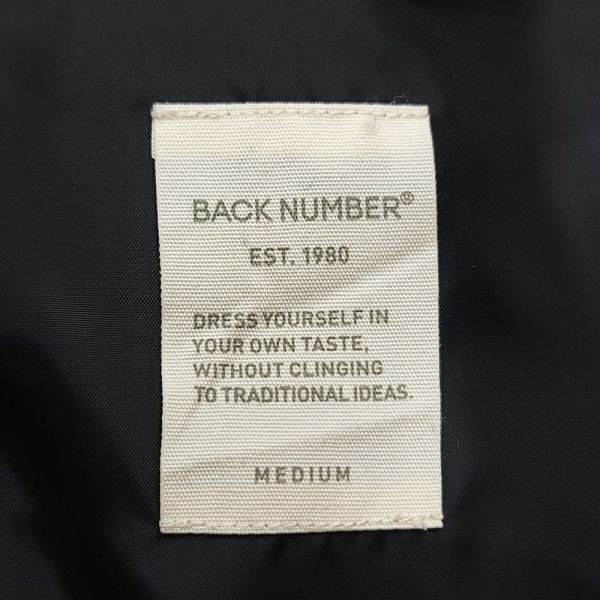 BACK NUMBER®
EST. 1980
DRESS YOURSELF IN
YOUR OWN TASTE,
WITHOUT CLINGING
TO TRADITIONAL IDEAS.
MEDIUM